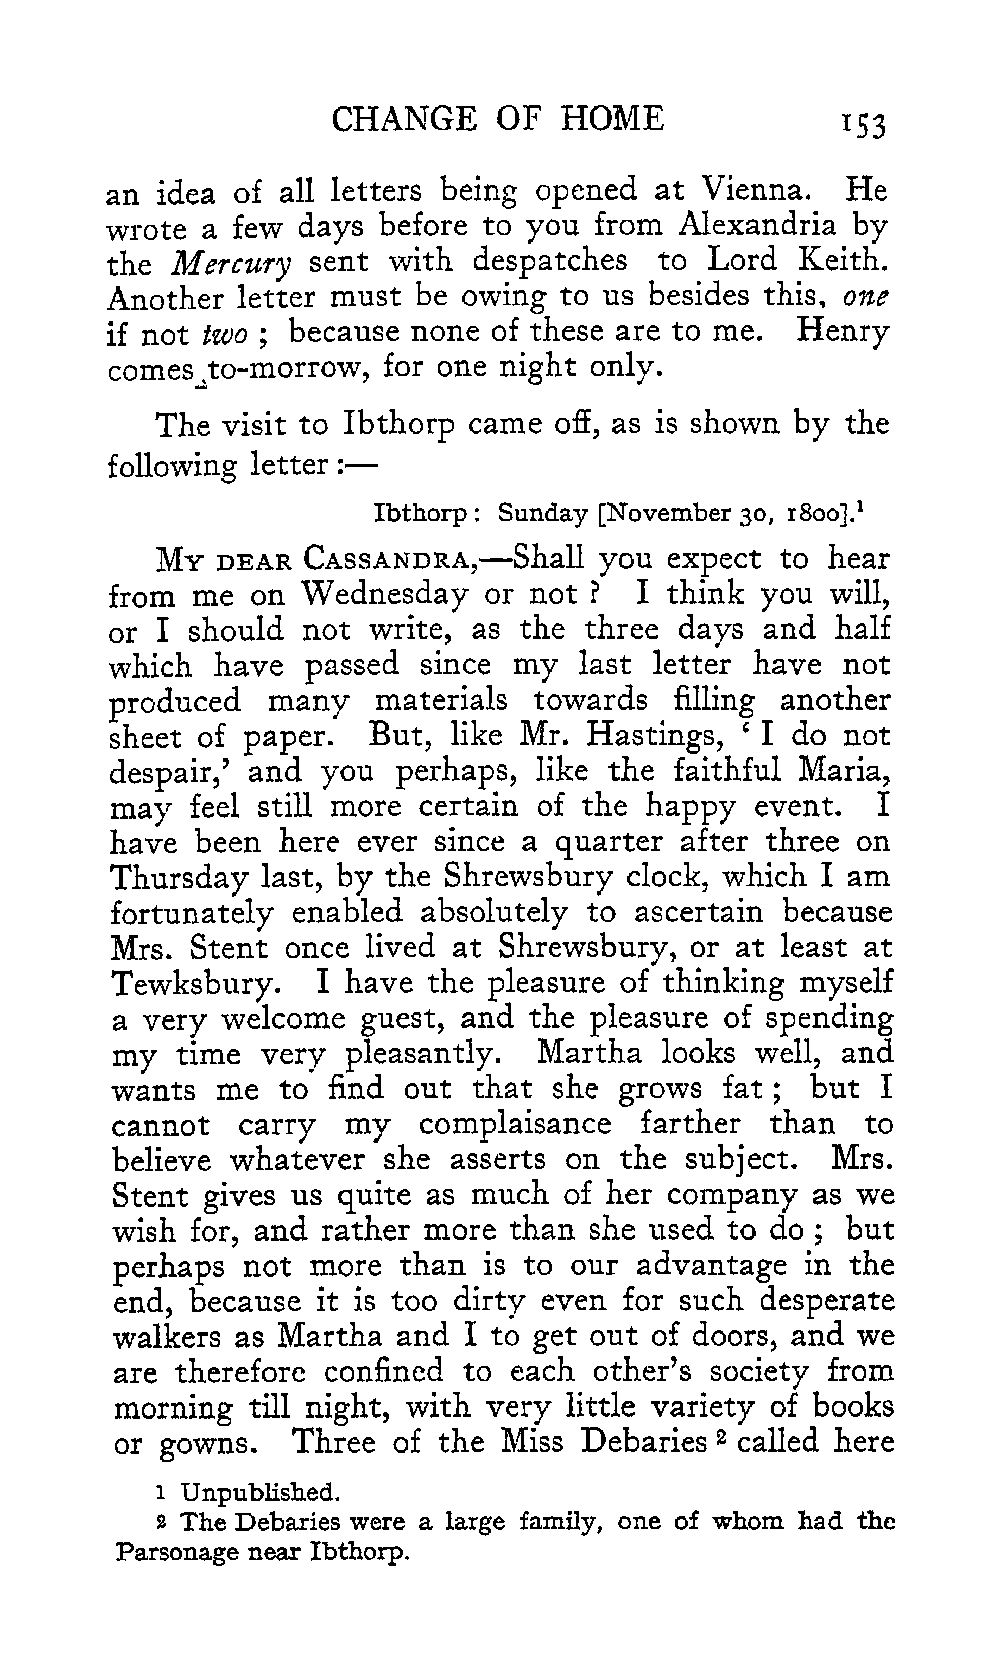 CHANGE OF HOME 153
an idea of all letters being opened at Vienna. He
wrote a few days before to you from Alexandria by
the Mercury sent with despatches to Lord Keith.
Another letter must be owing to us besides this, one
if not two ; because none of these are to me. Henry
comes to-morrow, for one night only.
The visit to Ibthorp came off, as is shown by the
following letter :—
Ibthorp : Sunday [November 30, 1800].¹
My dear Cassandra,—Shall you expect to hear
from me on Wednesday or not ? I think you will,
or I should not write, as the three days and half
which have passed since my last letter have not
produced many materials towards filling another
sheet of paper. But, like Mr. Hastings, ‘ I do not
despair,’ and you perhaps, like the faithful Maria,
may feel still more certain of the happy event. I
have been here ever since a quarter after three on
Thursday last, by the Shrewsbury clock, which I am
fortunately enabled absolutely to ascertain because
Mrs. Stent once lived at Shrewsbury, or at least at
Tewksbury. I have the pleasure of thinking myself
a very welcome guest, and the pleasure of spending
my time very pleasantly. Martha looks well, and
wants me to find out that she grows fat ; but I
cannot carry my complaisance farther than to
believe whatever she asserts on the subject. Mrs.
Stent gives us quite as much of her company as we
wish for, and rather more than she used to do ; but
perhaps not more than is to our advantage in the
end, because it is too dirty even for such desperate
walkers as Martha and I to get out of doors, and we
are therefore confined to each other’s society from
morning till night, with very little variety of books
or gowns. Three of the Miss Debaries ² called here
¹ Unpublished.
² The Debaries were a large family, one of whom had the
Parsonage near Ibthorp.